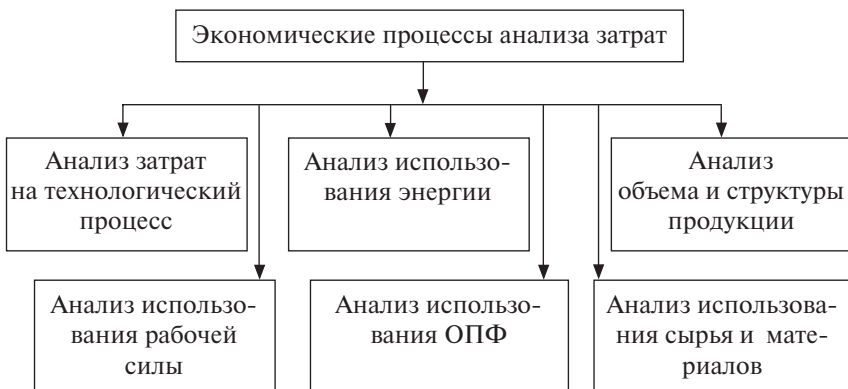 Экономические процессы анализа затрат
Анализ затрат
на технологический
процесс
Анализ использо-
вания энергии
Анализ
объема и структуры
продукции
Анализ использо-
вания рабочей
силы
Анализ использо-
вания ОПФ
Анализ использова-
ния сырья и мате-
риалов